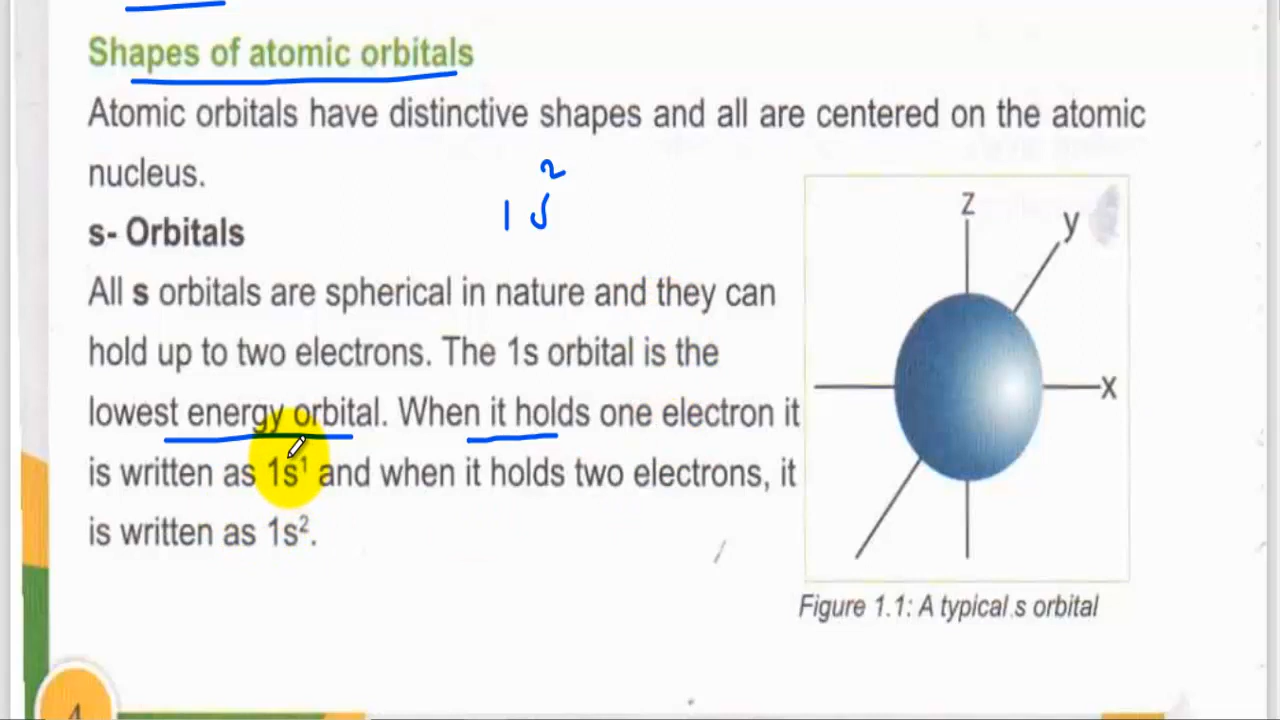 Shapes of atomic orbitals
Atomic orbitals have distinctive shapes and all are centered on the atomic
nucleus.
1s²
s- Orbitals
All s orbitals are spherical in nature and they can
hold up to two electrons. The 1s orbital is the
lowest energy orbital. When it holds one electron it
is written as 1s¹ and when it holds two electrons, it
is written as 1s².
z
y
x
Figure 1.1: A typical s orbital
4